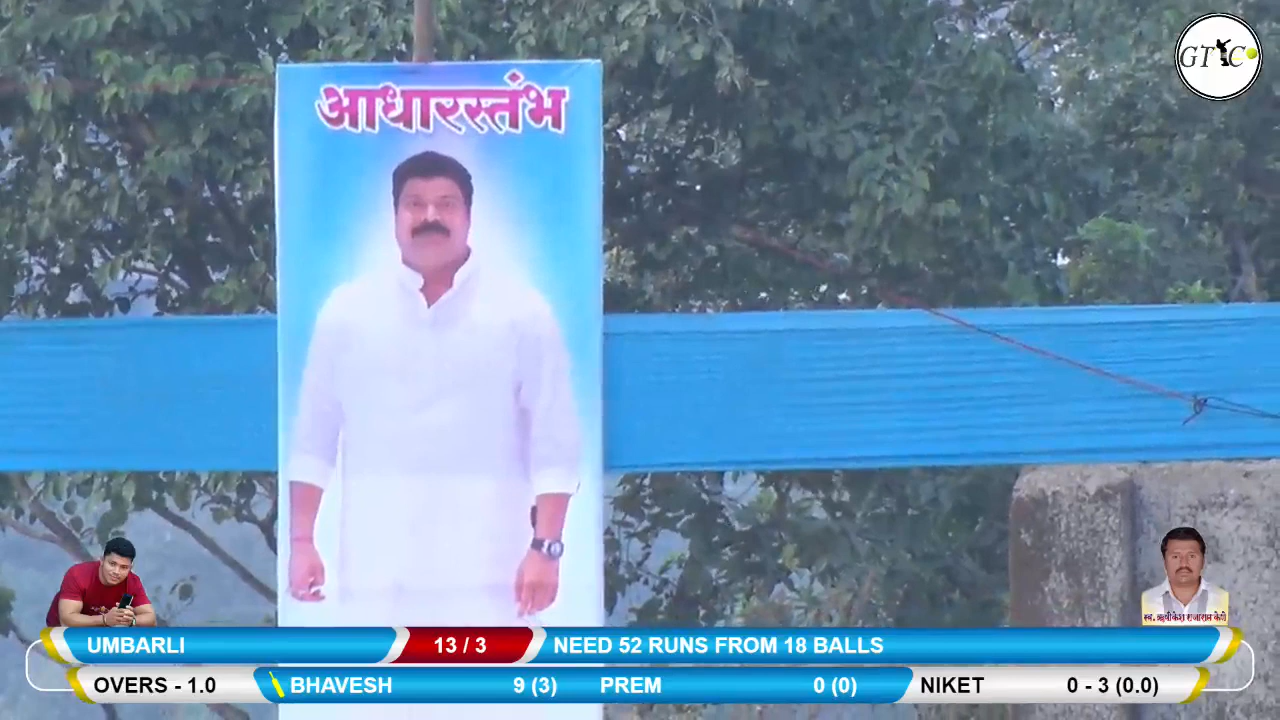 आधारस्तंभ
GTC
स्व. ऋषीकेश राजाराम
UMBARLI
13 / 3
NEED 52 RUNS FROM 18 BALLS
OVERS - 1.0
BHAVESH
9 (3)
PREM
0 (0)
NIKET
0 - 3 (0.0)